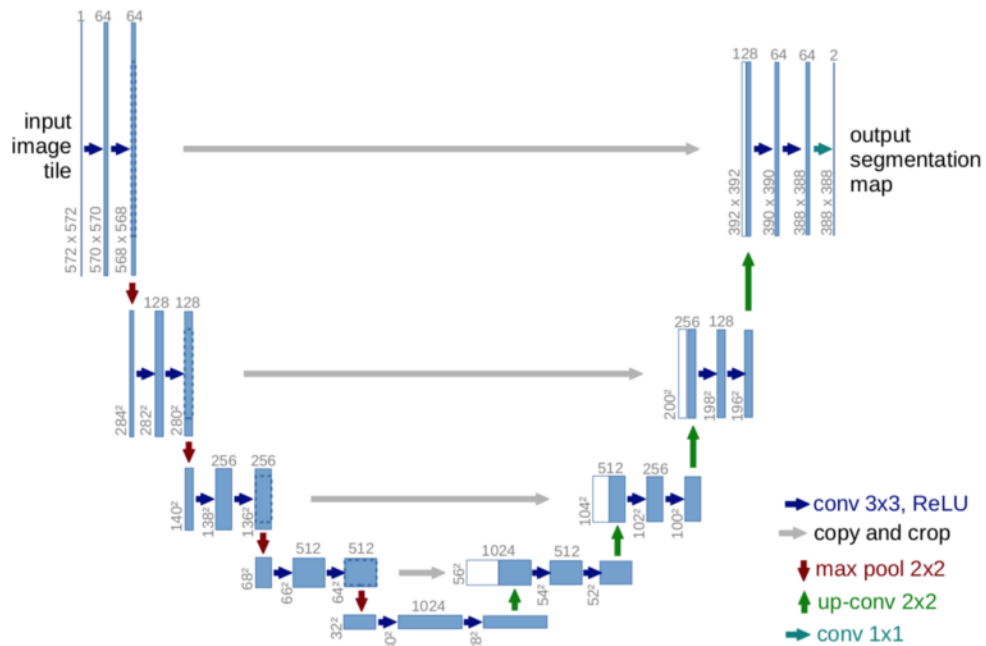 1 64 64
128 64 64 2
input
image
tile
output
segmentation
map
572 x 572
570 x 570
568 x 568
392 x 392
390 x 390
388 x 388
388 x 388
128 128
256 128
284²
282²
280²
200²
198²
196²
256 256
512 256
140²
138²
136²
104²
102²
100²
512 512
1024 512
68²
66²
64²
56²
54²
52²
1024
32²
conv 3x3, ReLU
copy and crop
max pool 2x2
up-conv 2x2
conv 1x1